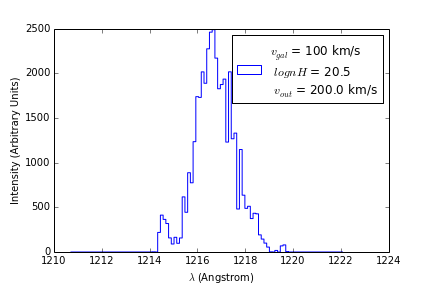 2500
2000
1500
1000
500
0
Intensity (Arbitrary Units)
v_gal = 100 km/s
lognH = 20.5
v_out = 200.0 km/s
1210 1212 1214 1216 1218 1220 1222 1224
λ (Angstrom)